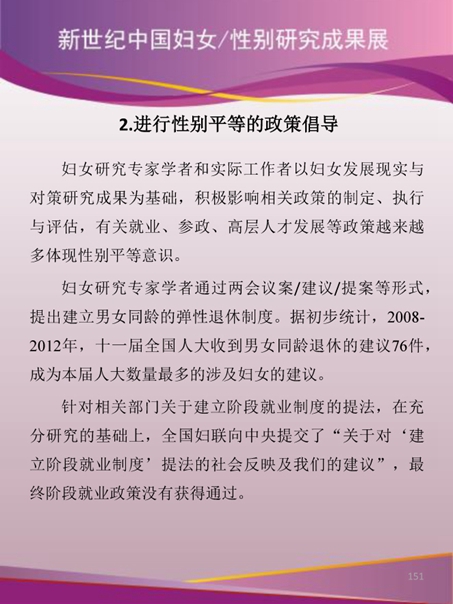 新世纪中国妇女/性别研究成果展
2.进行性别平等的政策倡导
妇女研究专家学者和实际工作者以妇女发展现实与
对策研究成果为基础，积极影响相关政策的制定、执行
与评估，有关就业、参政、高层人才发展等政策越来越
多体现性别平等意识。
妇女研究专家学者通过两会议案/建议/提案等形式，
提出建立男女同龄的弹性退休制度。据初步统计，2008-
2012年，十一届全国人大收到男女同龄退休的建议76件，
成为本届人大数量最多的涉及妇女的建议。
针对相关部门关于建立阶段就业制度的提法，在充
分研究的基础上，全国妇联向中央提交了“关于对‘建
立阶段就业制度’提法的社会反映及我们的建议”，最
终阶段就业政策没有获得通过。
151